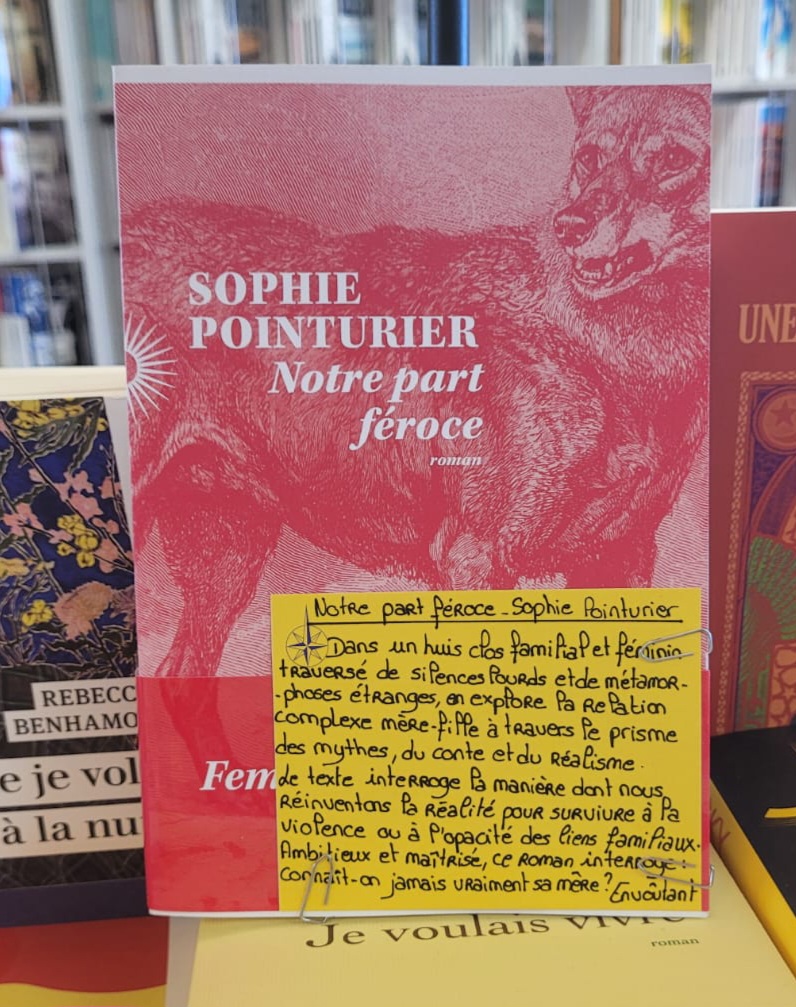 SOPHIE
POINTURIER
Notre part
féroce
roman
UNE
REBECC
BENHAMO
e je vol
à la nu
Fem
Notre part féroce - Sophie Pointurier
Dans un huis clos familial et féminin
traversé de silences lourds et de métamor-
-phoses étranges, on explore la relation
complexe mère-fille à travers le prisme
des mythes, du conte et du réalisme.
Le texte interroge la manière dont nous
réinventons la réalité pour survivre à la
violence ou à l'opacité des liens familiaux.
Ambitieux et maîtrisé, ce roman interroge :
connaît-on jamais vraiment sa mère ? Envoûtant
Je voulais vivre
roman